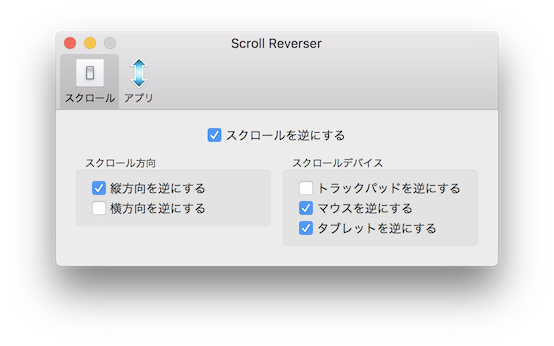 Scroll Reverser
スクロール アプリ
スクロールを逆にする
スクロール方向
縦方向を逆にする
横方向を逆にする
スクロールデバイス
トラックパッドを逆にする
マウスを逆にする
タブレットを逆にする